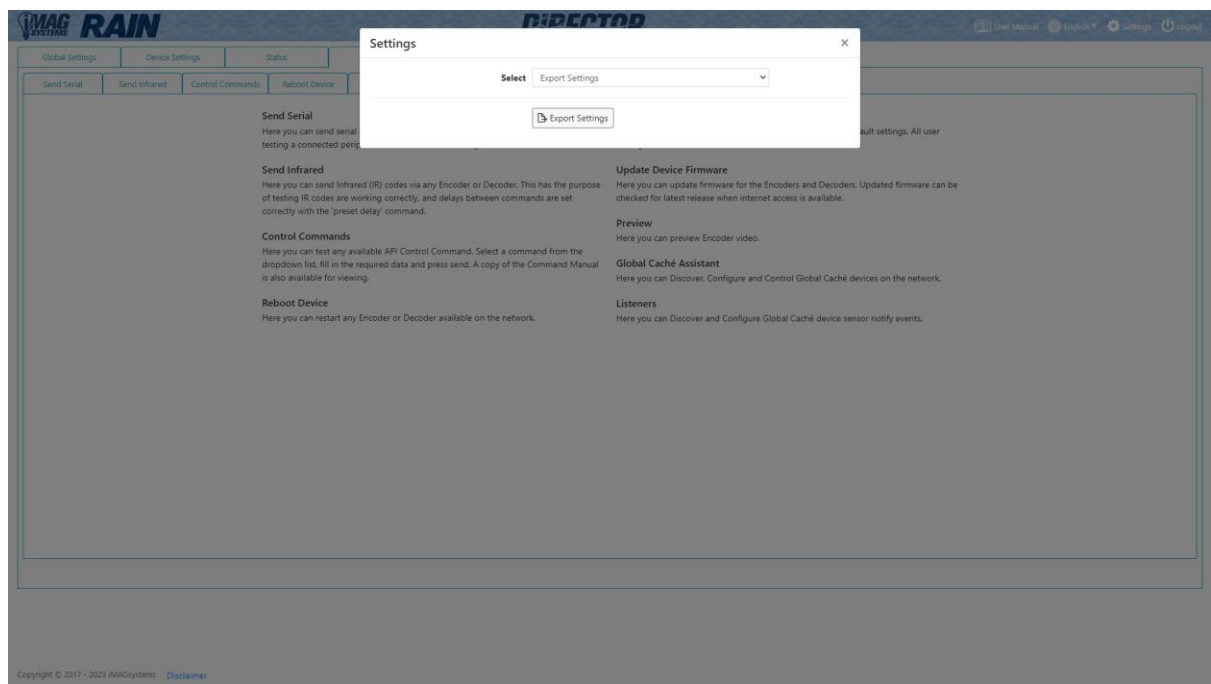 iMAG SYSTEMS RAIN
DIRECTOR
User Manual English Settings Logout
Settings ×
Select Export Settings
Export Settings
Global Settings Device Settings Status
Send Serial Send Infrared Control Commands Reboot Device
Send Serial
Here you can send serial
testing a connected
Send Infrared
Here you can send Infrared (IR) codes via any Encoder or Decoder. This has the purpose
of testing IR codes are working correctly, and delays between commands are set
correctly with the 'preset delay' command.
Control Commands
Here you can test any available API Control Command. Select a command from the
dropdown list, fill in the required data and press send. A copy of the Command Manual
is also available for viewing.
Reboot Device
Here you can restart any Encoder or Decoder available on the network.
ault settings. All user
Update Device Firmware
Here you can update firmware for the Encoders and Decoders. Updated firmware can be
checked for latest release when internet access is available.
Preview
Here you can preview Encoder video.
Global Caché Assistant
Here you can Discover, Configure and Control Global Caché devices on the network.
Listeners
Here you can Discover and Configure Global Caché device sensor notify events.
Copyright © 2017 - 2023 iMAGsystems Disclaimer